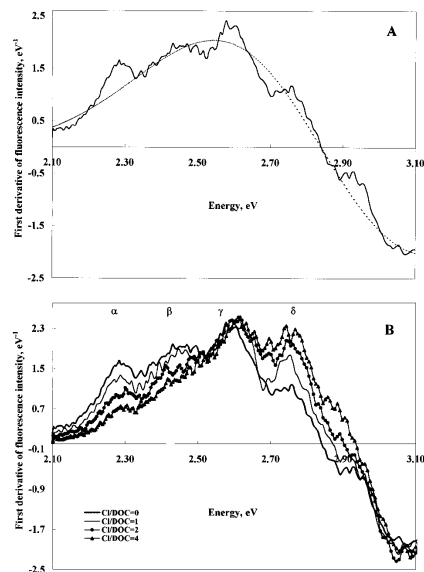 First derivative of fluorescence intensity, eV-1
2.5
1.5
0.5
-0.5
-1.5
-2.5
A
2.10
2.30
2.50
2.70
2.90
3.10
Energy, eV
First derivative of fluorescence intensity, eV-1
2.3
1.5
0.7
-0.1
-0.9
-1.7
-2.5
α
β
γ
δ
B
2.10
2.30
2.50
2.70
2.90
3.10
Energy, eV
Cl/DOC=0
Cl/DOC=1
Cl/DOC=2
Cl/DOC=4